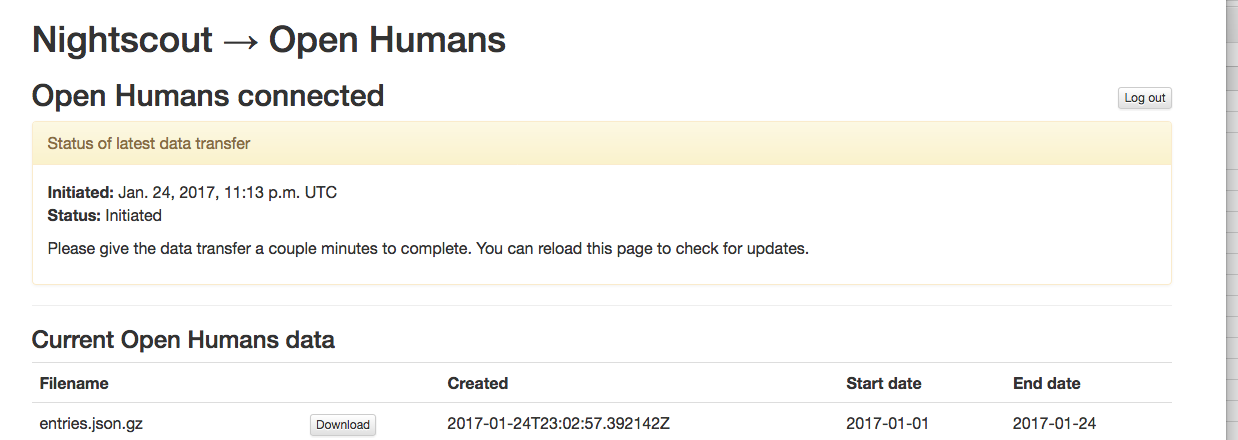 Nightscout → Open Humans
Open Humans connected
Log out
Status of latest data transfer
Initiated: Jan. 24, 2017, 11:13 p.m. UTC
Status: Initiated
Please give the data transfer a couple minutes to complete. You can reload this page to check for updates.
Current Open Humans data
Filename Created Start date End date
entries.json.gz Download 2017-01-24T23:02:57.392142Z 2017-01-01 2017-01-24